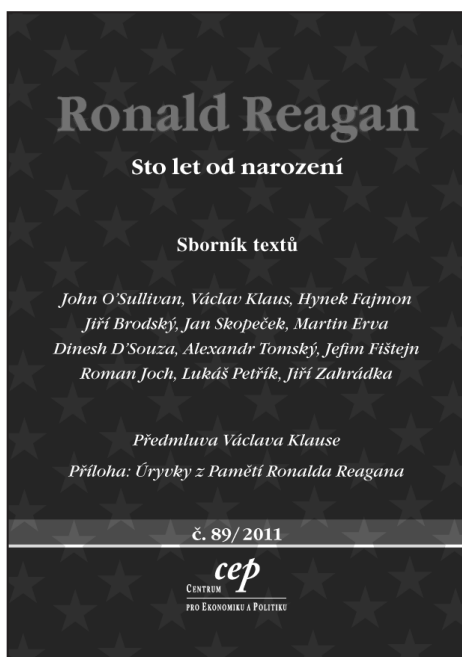 Ronald Reagan
Sto let od narození
Sborník textů
John O'Sullivan, Václav Klaus, Hynek Fajmon
Jiří Brodský, Jan Skopeček, Martin Erva
Dinesh D'Souza, Alexandr Tomský, Jefim Fištejn
Roman Joch, Lukáš Petřík, Jiří Zahrádka
Předmluva Václava Klause
Příloha: Úryvky z Pamětí Ronalda Reagana
č. 89/2011
cep
CENTRUM
PRO EKONOMIKU A POLITIKU